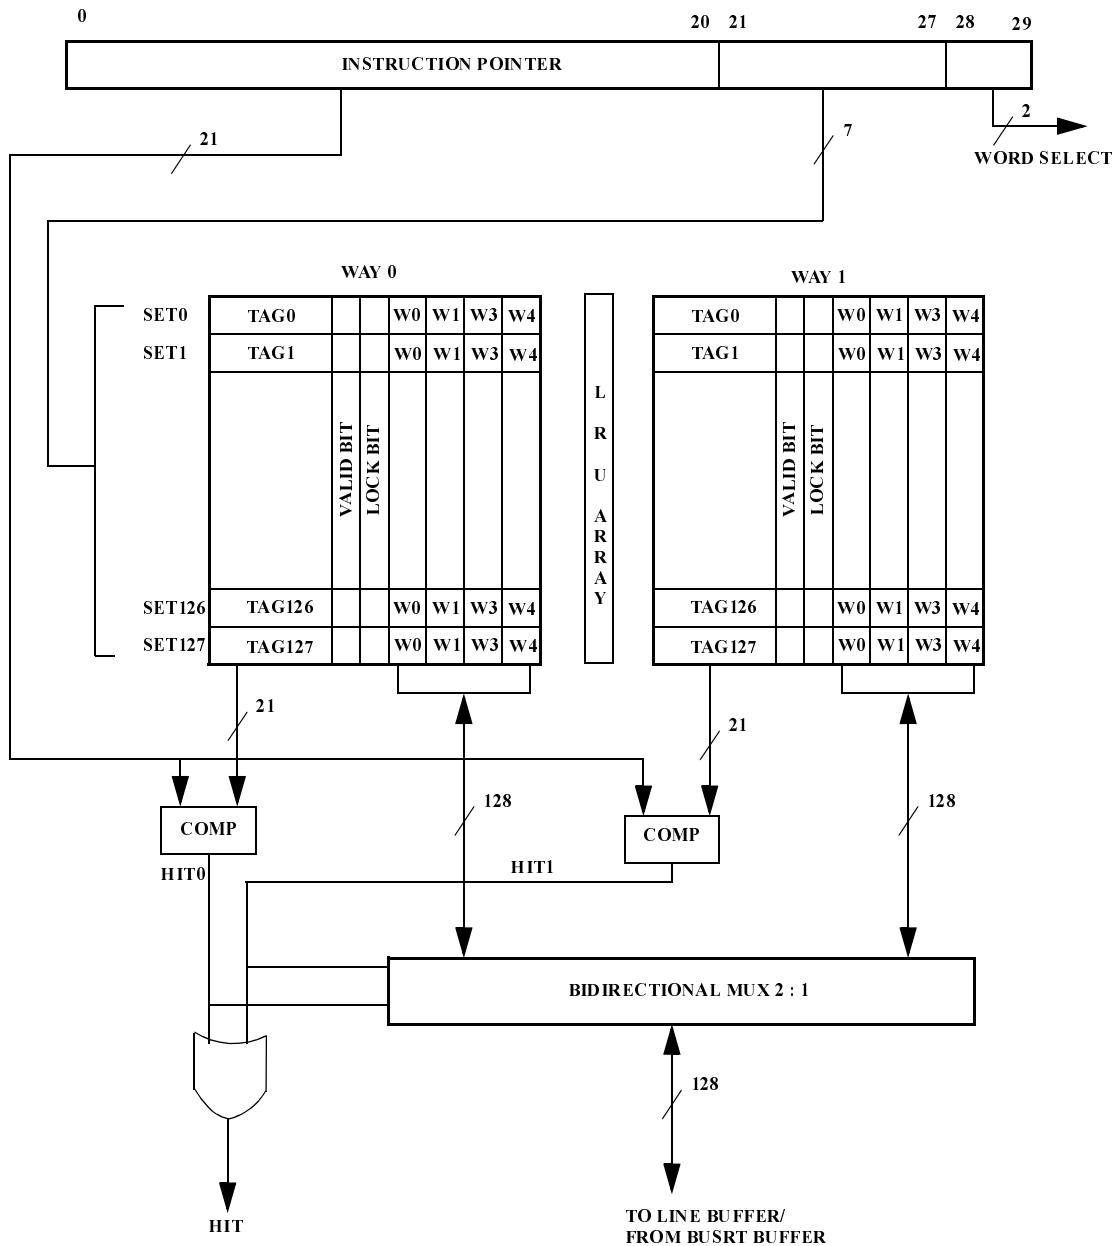 0 20 21 27 28 29
INSTRUCTION POINTER
21
7
2
WORD SELECT
WAY 0
WAY 1
SET0 TAG0 W0 W1 W3 W4 TAG0 W0 W1 W3 W4
SET1 TAG1 W0 W1 W3 W4 TAG1 W0 W1 W3 W4
VALID BIT
LOCK BIT
LRU ARRAY
VALID BIT
LOCK BIT
SET126 TAG126 W0 W1 W3 W4 TAG126 W0 W1 W3 W4
SET127 TAG127 W0 W1 W3 W4 TAG127 W0 W1 W3 W4
21
21
128
128
COMP
COMP
HIT0
HIT1
BIDIRECTIONAL MUX 2 : 1
128
HIT
TO LINE BUFFER/
FROM BUSRT BUFFER